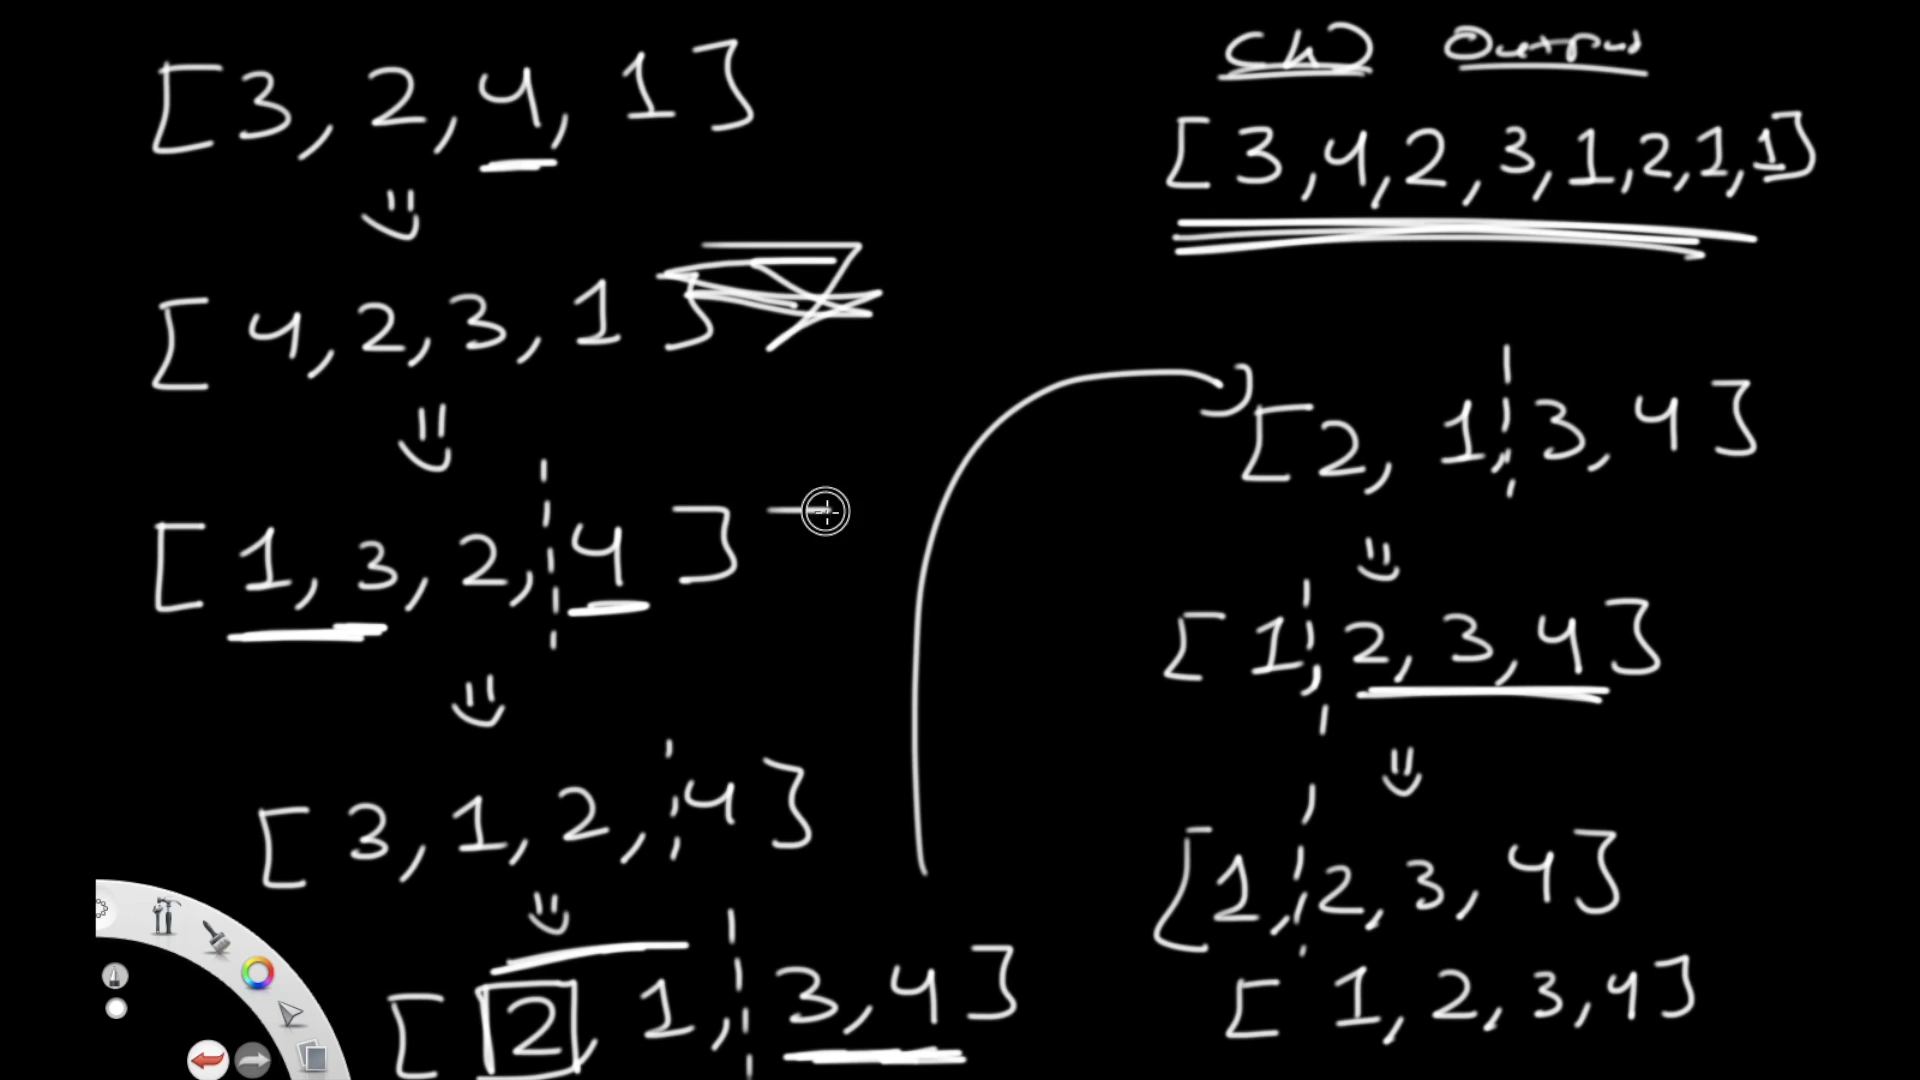 [3, 2, 4, 1]
[4, 2, 3, 1]
[1, 3, 2, 4]
[3, 1, 2, 4]
[2, 1, 3, 4]
Output
[3, 4, 2, 3, 1, 2, 1, 1]
[2, 1, 3, 4]
[1, 2, 3, 4]
[1, 2, 3, 4]
[1, 2, 3, 4]